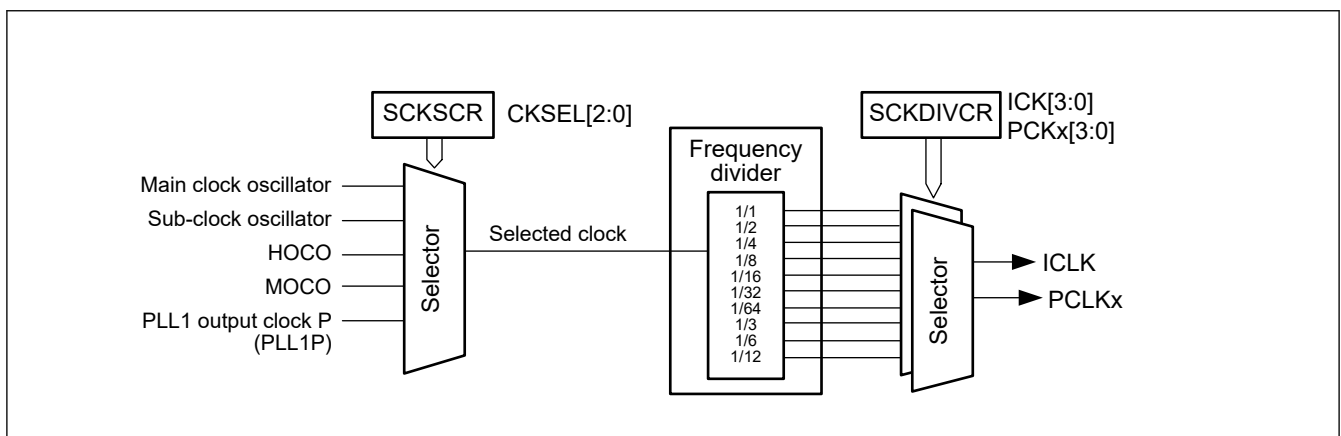 SCKSCR CKSEL[2:0]
SCKDIVCR ICK[3:0]
PCKx[3:0]
Main clock oscillator
Sub-clock oscillator
HOCO
MOCO
PLL1 output clock P
(PLL1P)
Selector
Selected clock
Frequency
divider
1/1
1/2
1/4
1/8
1/16
1/32
1/64
1/3
1/6
1/12
Selector
ICLK
PCLKx